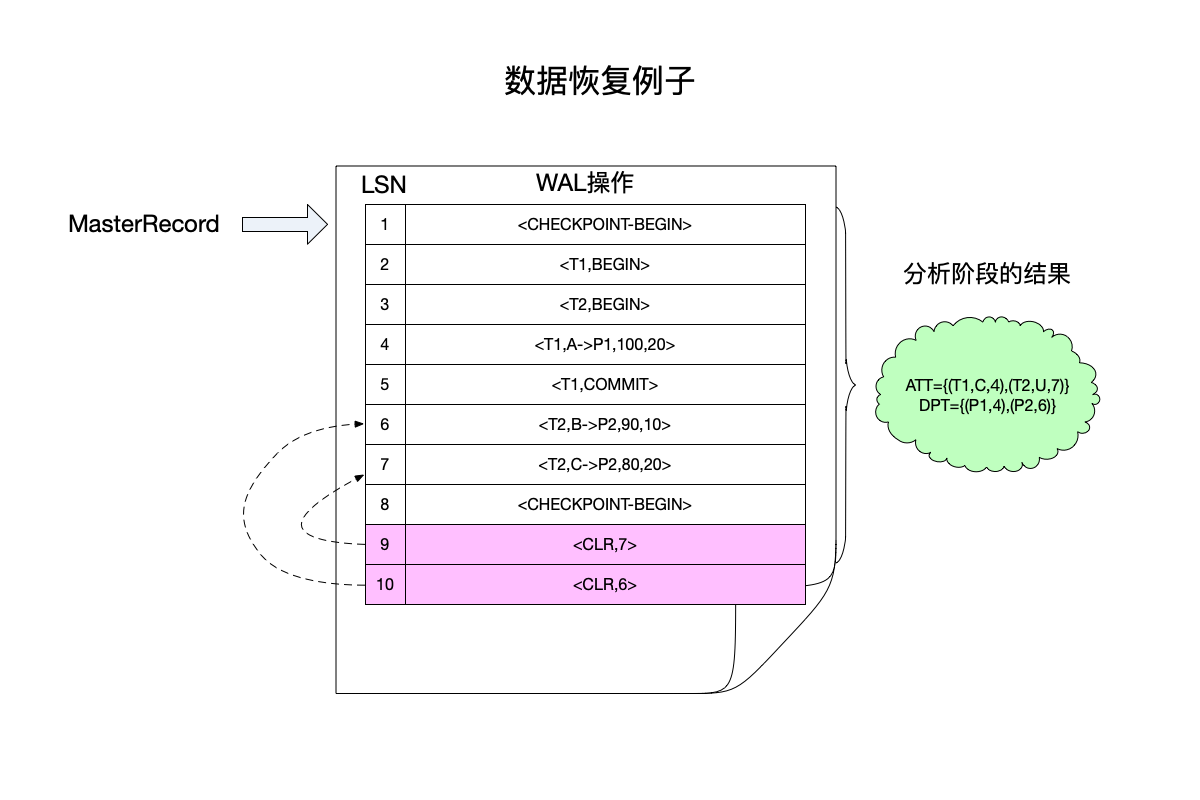 数据恢复例子
LSN WAL操作
MasterRecord
1 <CHECKPOINT-BEGIN>
2 <T1,BEGIN>
3 <T2,BEGIN>
4 <T1,A->P1,100,20>
5 <T1,COMMIT>
6 <T2,B->P2,90,10>
7 <T2,C->P2,80,20>
8 <CHECKPOINT-BEGIN>
9 <CLR,7>
10 <CLR,6>
分析阶段的结果
ATT={(T1,C,4),(T2,U,7)}
DPT={(P1,4),(P2,6)}